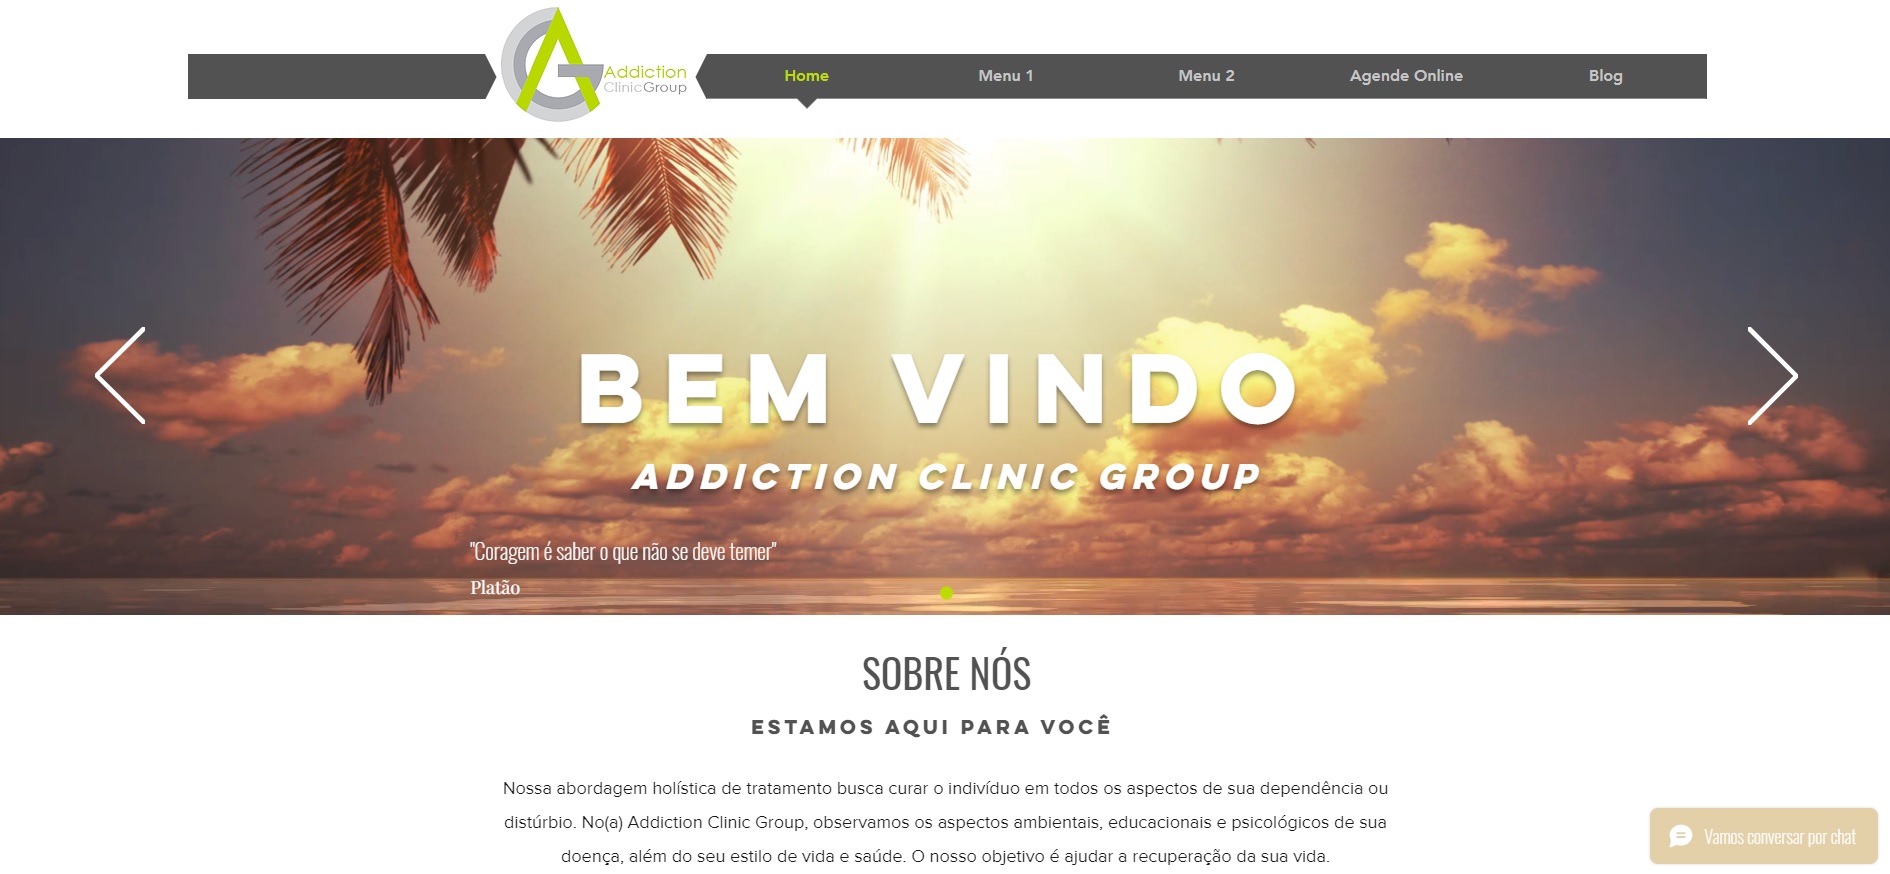 Addiction
ClinicGroup
Home Menu 1 Menu 2 Agende Online Blog
BEM VINDO
ADDICTION CLINIC GROUP
"Coragem é saber o que não se deve temer"
Platão
SOBRE NÓS
ESTAMOS AQUI PARA VOCÊ
Nossa abordagem holística de tratamento busca curar o indivíduo em todos os aspectos de sua dependência ou
distúrbio. No(a) Addiction Clinic Group, observamos os aspectos ambientais, educacionais e psicológicos de sua
doença, além do seu estilo de vida e saúde. O nosso objetivo é ajudar a recuperação da sua vida.
Vamos conversar por chat